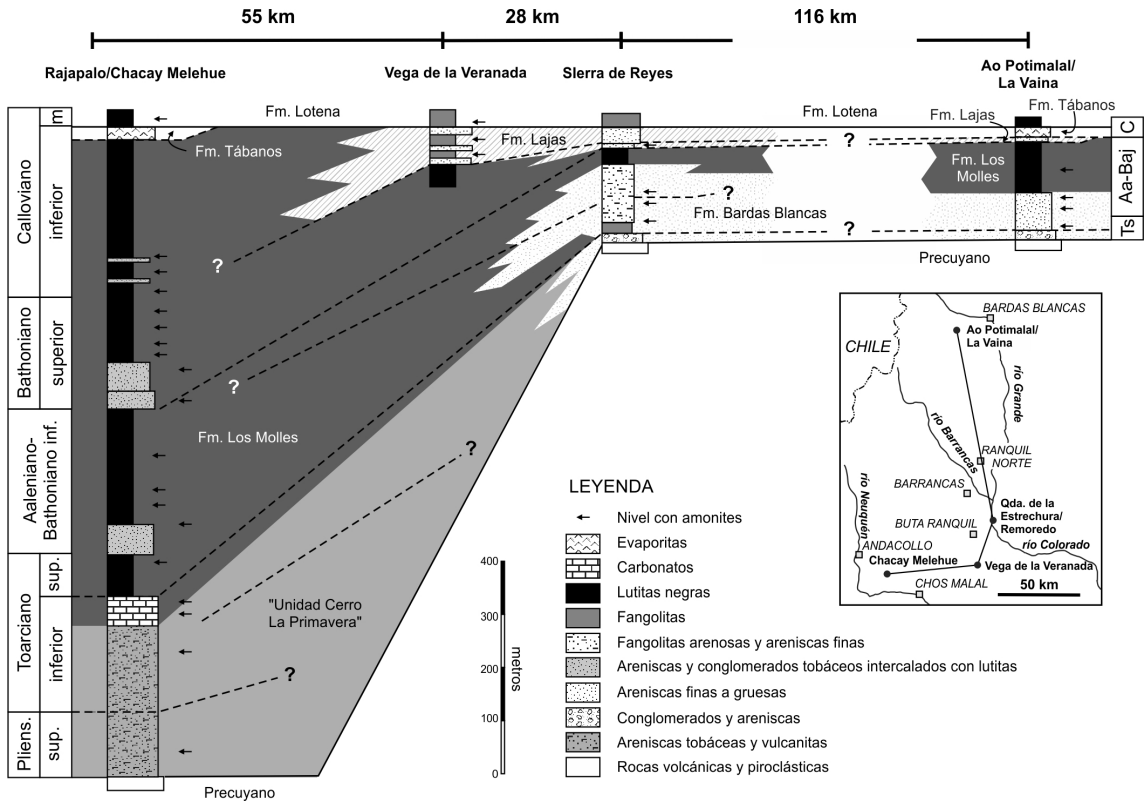 55 km
28 km
116 km
Rajapalo/Chacay Melehue
Vega de la Veranada
SIerra de Reyes
Ao Potimalal/
La Vaina
m
Fm. Lotena
Fm. Lotena
Fm. Tábanos
Fm. Lajas
C
Fm. Tábanos
Fm. Lajas
?
Fm. Los
Molles
Aa-Baj
Caloviano
inferior
?
Fm. Bardas Blancas
?
?
Ts
Precuyano
Bathoniano
superior
?
Fm. Los Molles
?
Aaleniano-
Bathoniano inf.
sup.
Toarciano
inferior
"Unidad Cerro
La Primavera"
?
Pliens.
sup.
Precuyano
BARDAS BLANCAS
Ao Potimalal/
La Vaina
CHILE
río Grande
río Barrancas
RANQUIL
NORTE
BARRANCAS
río Neuquén
Qda. de la
Estrechura/
Remoredo
BUTA RANQUIL
río Colorado
ANDACOLLO
Chacay Melehue
Vega de la Veranada
CHOS MALAL
50 km
LEYENDA
Nivel con amonites
Evaporitas
Carbonatos
Lutitas negras
Fangolitas
Fangolitas arenosas y areniscas finas
Areniscas y conglomerados tobáceos intercalados con lutitas
Areniscas finas a gruesas
Conglomerados y areniscas
Areniscas tobáceas y vulcanitas
Rocas volcánicas y piroclásticas
400
300
200
100
0
metros